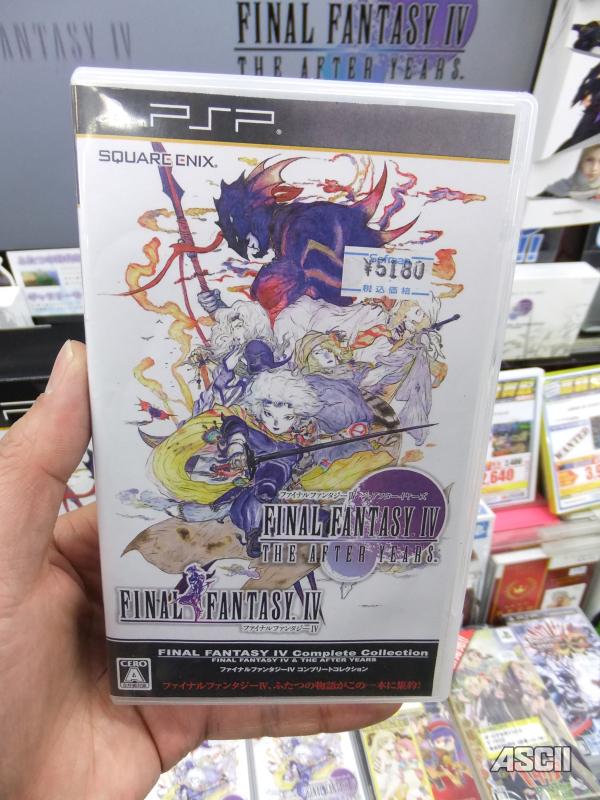 ANTASY IV
FINAL FANTASY IV
THE AFTER YEARS.
PSP
SQUARE ENIX.
Sofmap
¥5180
税込価格
ファイナルファンタジーIV ジ・アフターイヤーズ
FINAL FANTASY IV
THE AFTER YEARS.
FINAL FANTASY IV
ファイナルファンタジーIV
FINAL FANTASY IV Complete Collection
FINAL FANTASY IV & THE AFTER YEARS
ファイナルファンタジーIV コンプリートコレクション
CERO
A
ファイナルファンタジーIV、ふたつの物語がこの一本に集約!
2,640
WANTED
ASCII